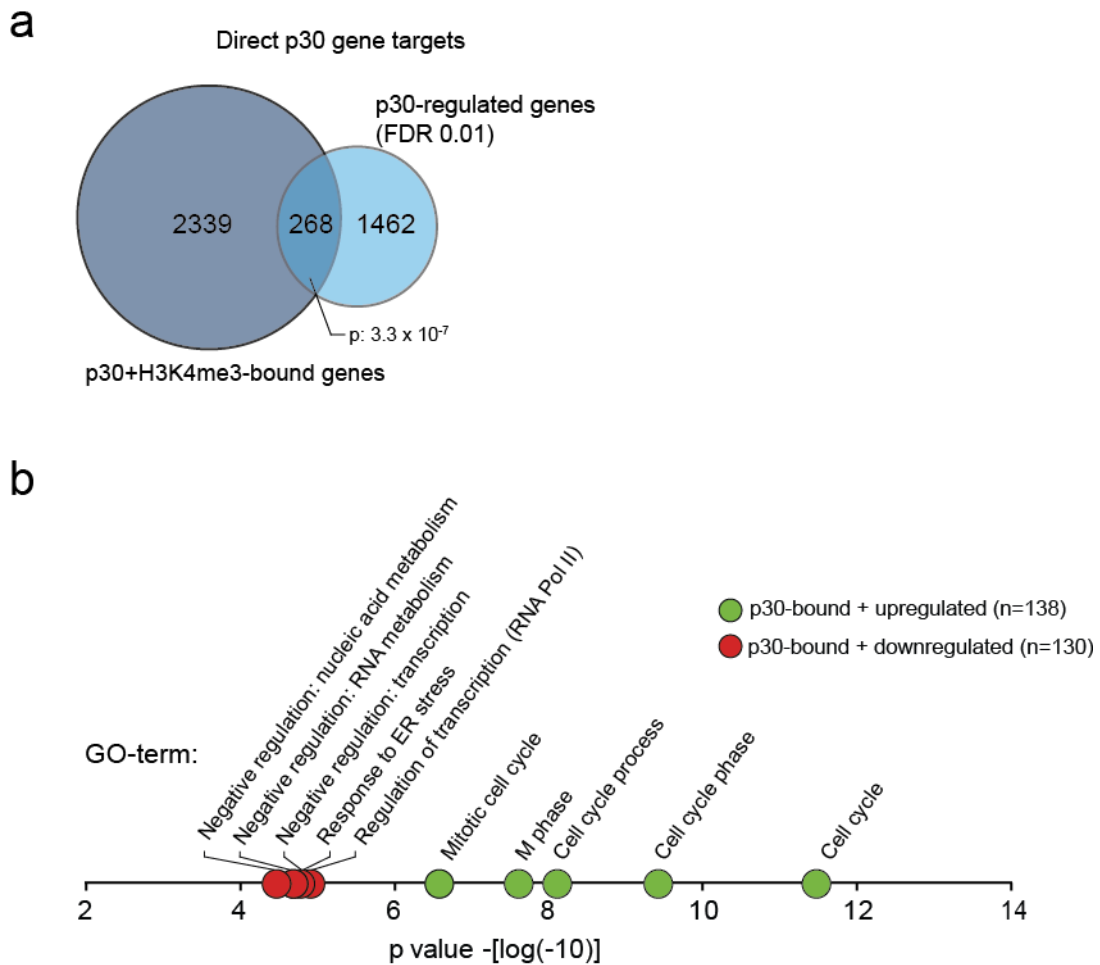 a
Direct p30 gene targets
p30-regulated genes
(FDR 0.01)
2339
268
1462
p: 3.3 x 10⁻⁷
p30+H3K4me3-bound genes
b
Negative regulation: nucleic acid metabolism
Negative regulation: RNA metabolism
Negative regulation: transcription
Response to ER stress
Regulation of transcription (RNA Pol II)
p30-bound + upregulated (n=138)
p30-bound + downregulated (n=130)
GO-term:
Mitotic cell cycle
M phase
Cell cycle process
Cell cycle phase
Cell cycle
2 4 6 8 10 12 14
p value -[log(-10)]